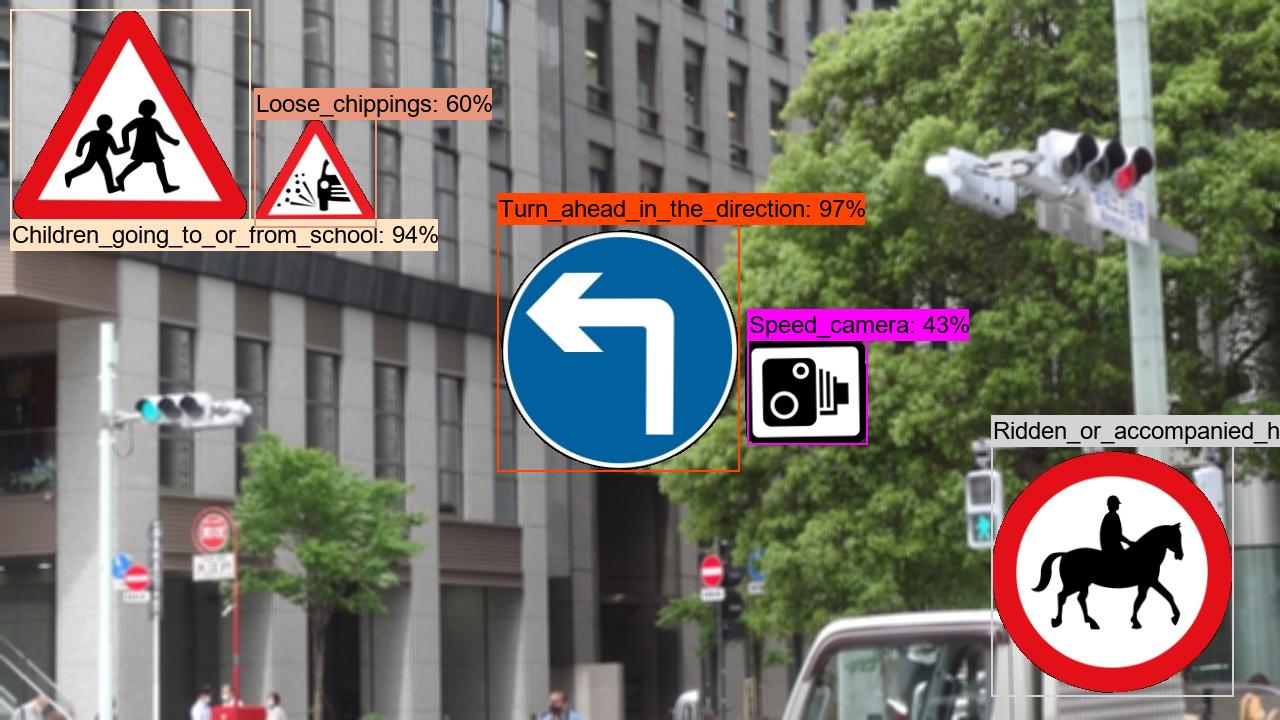 Loose_chippings: 60%
Children_going_to_or_from_school: 94%
Turn_ahead_in_the_direction: 97%
Speed_camera: 43%
Ridden_or_accompanied_h